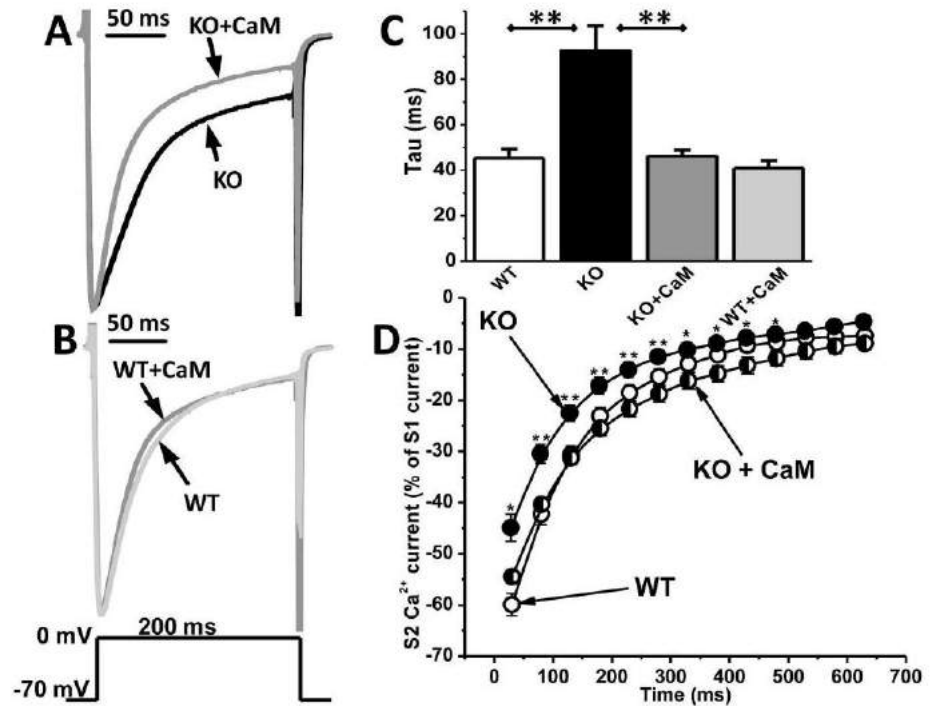 A
50 ms
KO+CaM
KO
B
50 ms
WT+CaM
WT
0 mV
200 ms
-70 mV
C
** **
Tau (ms)
100
80
60
40
20
0
WT
KO
KO+CaM
WT+CaM
D
S2 Ca²⁺ current (% of S1 current)
0
-10
-20
-30
-40
-50
-60
-70
KO
* ** ** ** ** ** * * * *
KO + CaM
WT
0 100 200 300 400 500 600 700
Time (ms)